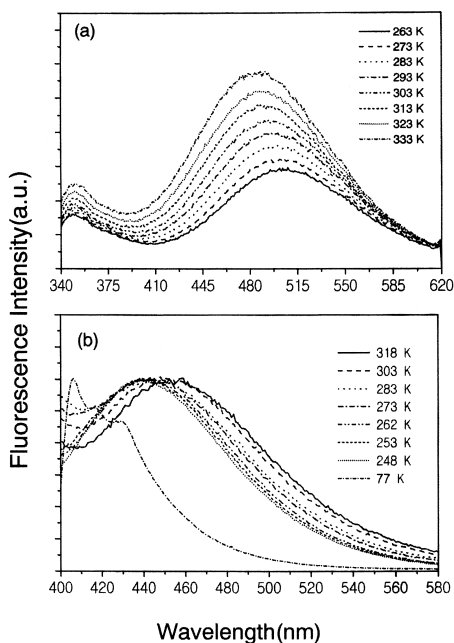 (a)
263 K
273 K
283 K
293 K
303 K
313 K
323 K
333 K
340 375 410 445 480 515 550 585 620
Fluorescence Intensity(a.u.)
(b)
318 K
303 K
283 K
273 K
262 K
253 K
248 K
77 K
400 420 440 460 480 500 520 540 560 580
Wavelength(nm)